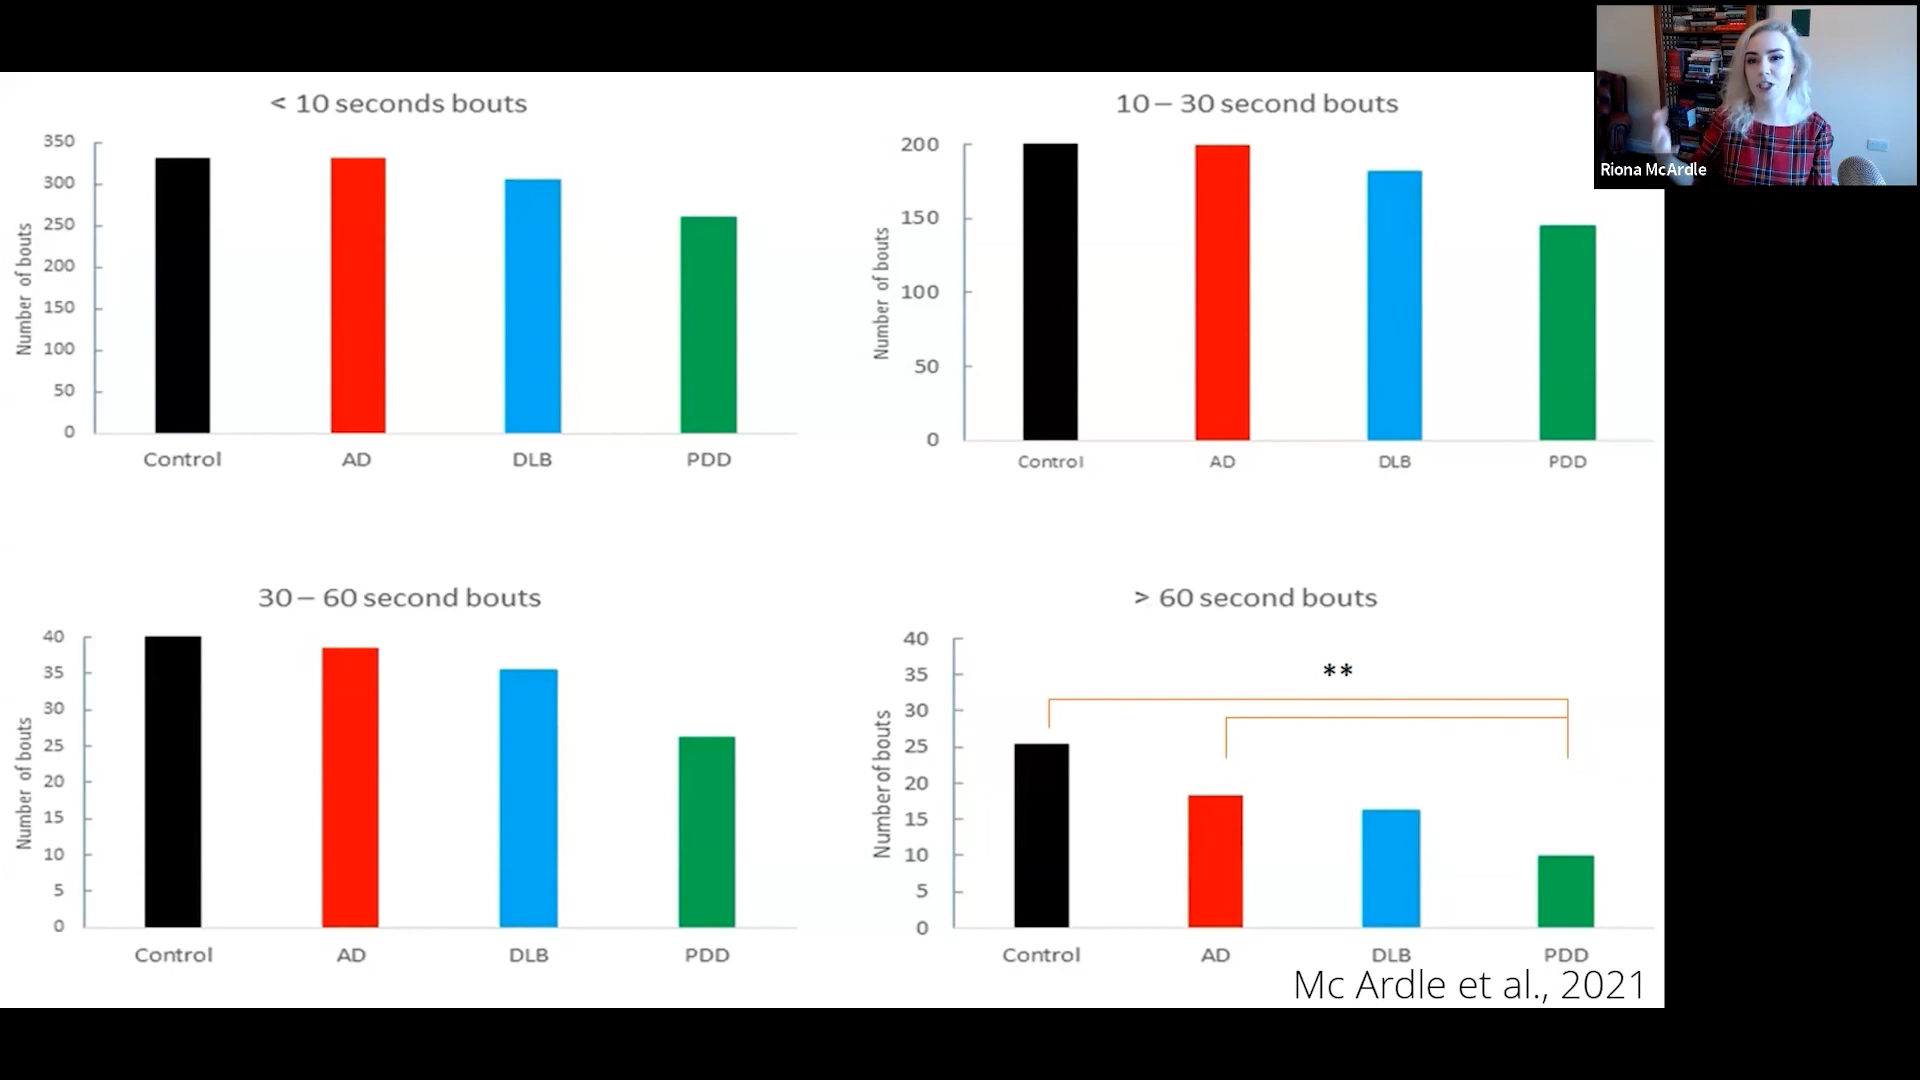 < 10 seconds bouts
Number of bouts
350
300
250
200
150
100
50
0
Control AD DLB PDD
10 – 30 second bouts
Number of bouts
200
150
100
50
0
Control AD DLB PDD
Riona McArdle
30 – 60 second bouts
Number of bouts
40
35
30
25
20
15
10
5
0
Control AD DLB PDD
> 60 second bouts
**
Number of bouts
40
35
30
25
20
15
10
5
0
Control AD DLB PDD
Mc Ardle et al., 2021